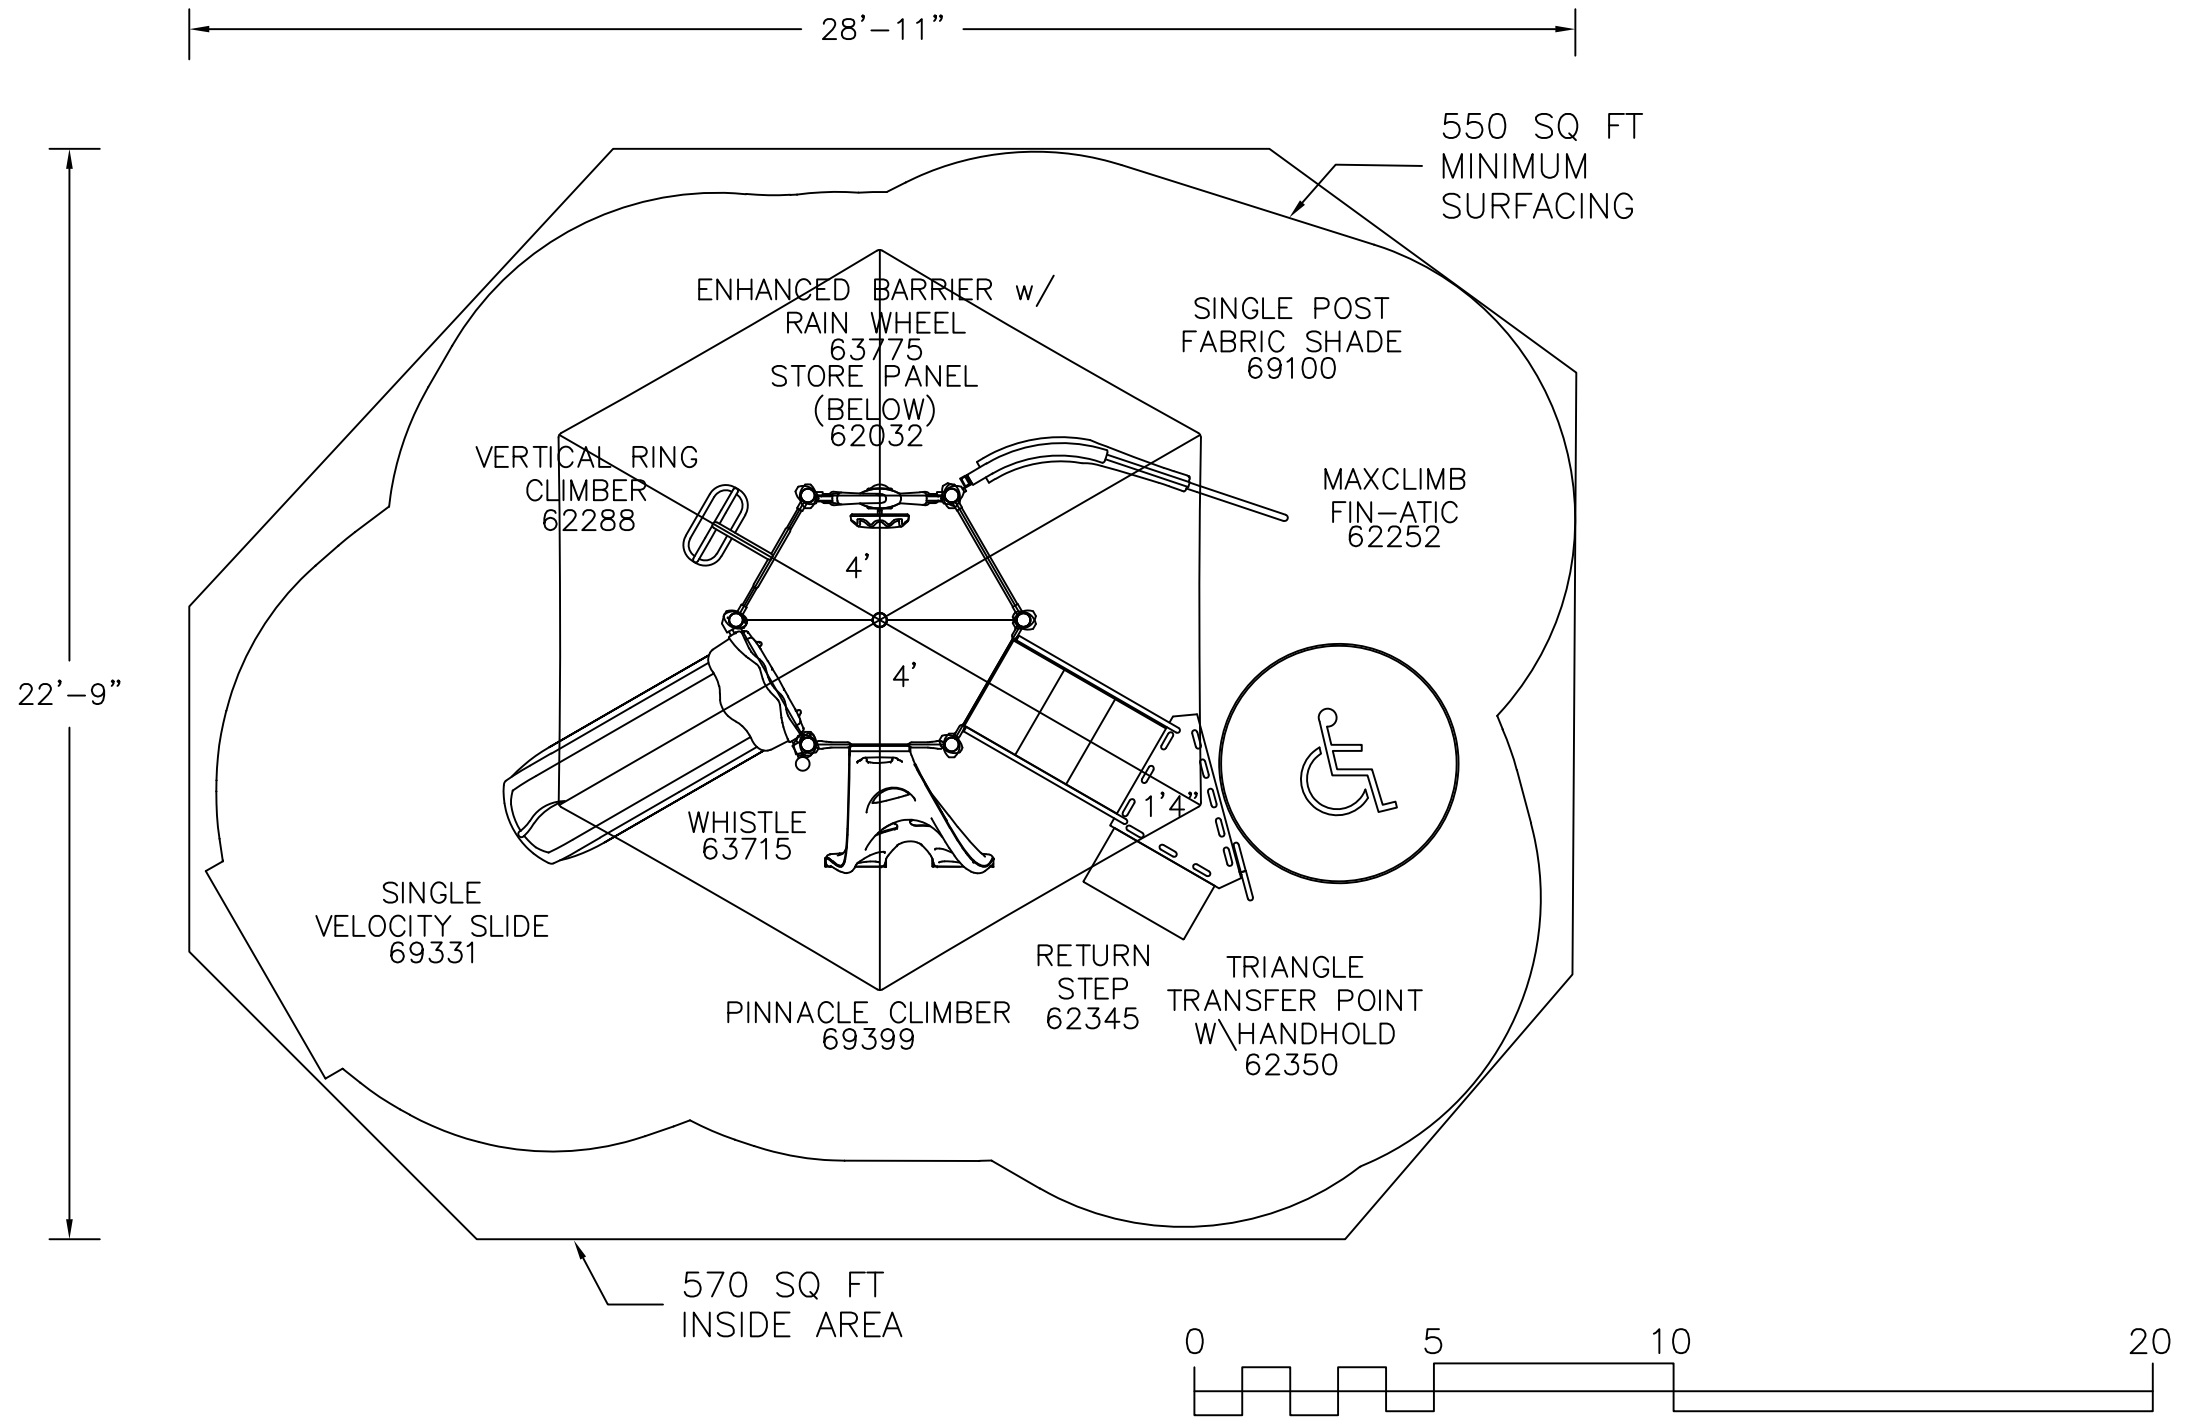 28'-11"
550 SQ FT
MINIMUM
SURFACING
ENHANCED BARRIER w/
RAIN WHEEL
63775
STORE PANEL
(BELOW)
62032
SINGLE POST
FABRIC SHADE
69100
VERTICAL RING
CLIMBER
62288
MAXCLIMB
FIN-ATIC
62252
4'
4'
22'-9"
1'4"
WHISTLE
63715
SINGLE
VELOCITY SLIDE
69331
PINNACLE CLIMBER
69399
RETURN
STEP
62345
TRIANGLE
TRANSFER POINT
W\HANDHOLD
62350
570 SQ FT
INSIDE AREA
0 5 10 20